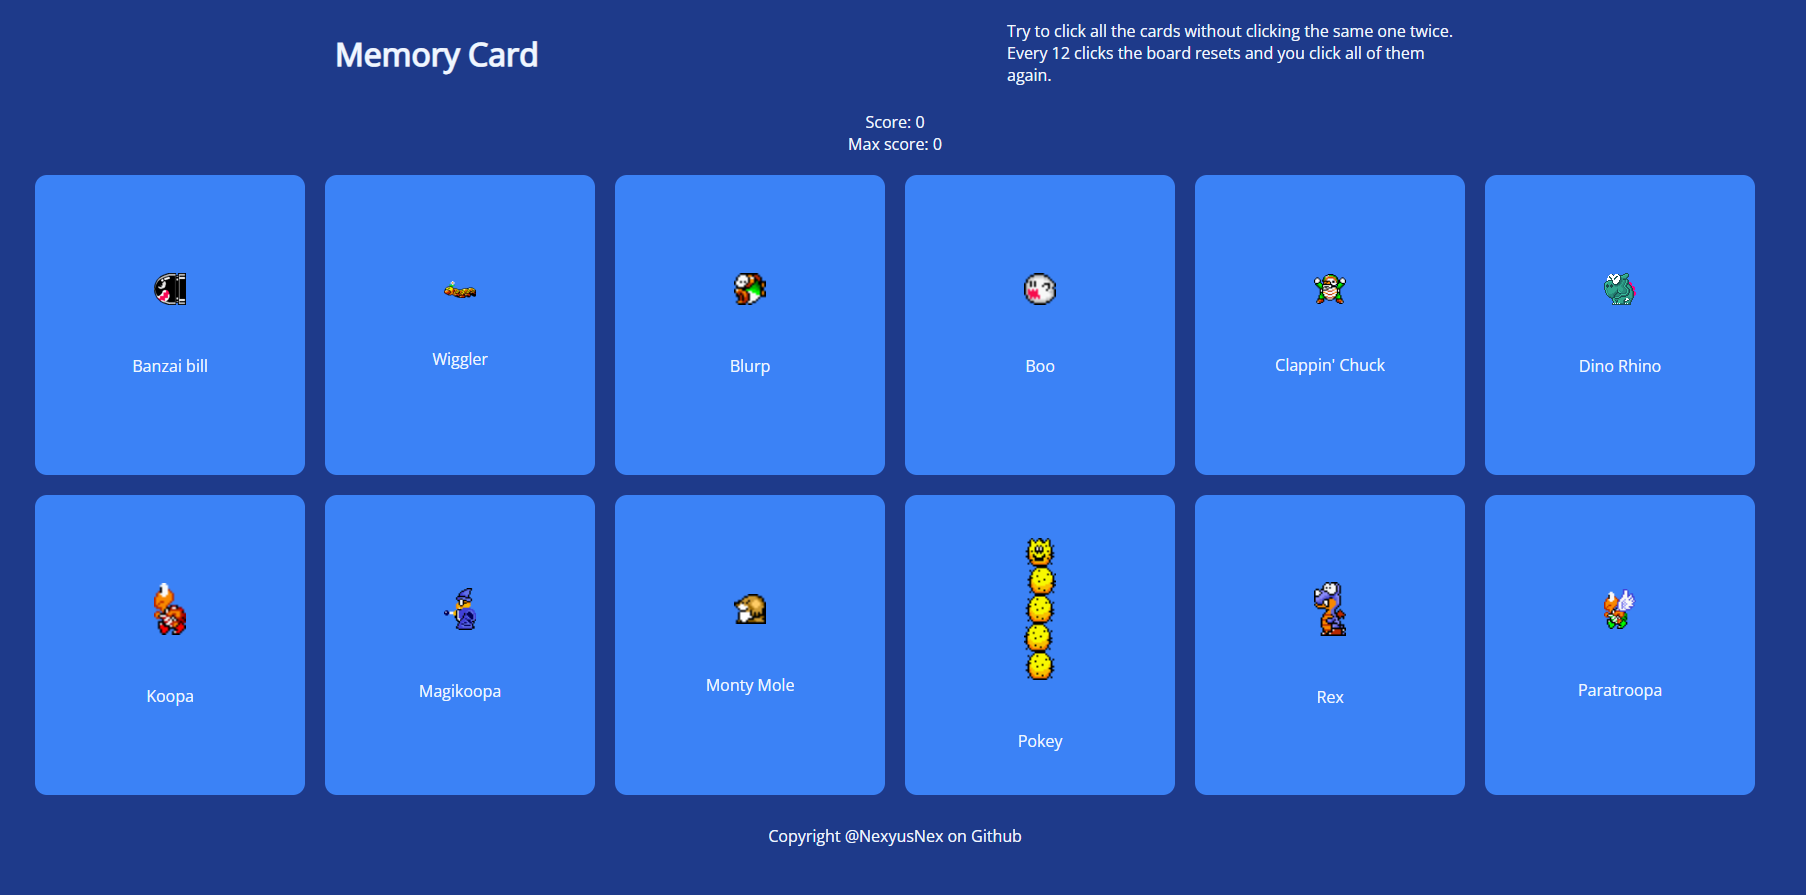 Memory Card
Try to click all the cards without clicking the same one twice.
Every 12 clicks the board resets and you click all of them
again.
Score: 0
Max score: 0
Banzai bill
Wiggler
Blurp
Boo
Clappin' Chuck
Dino Rhino
Koopa
Magikoopa
Monty Mole
Pokey
Rex
Paratroopa
Copyright @NexyusNex on Github